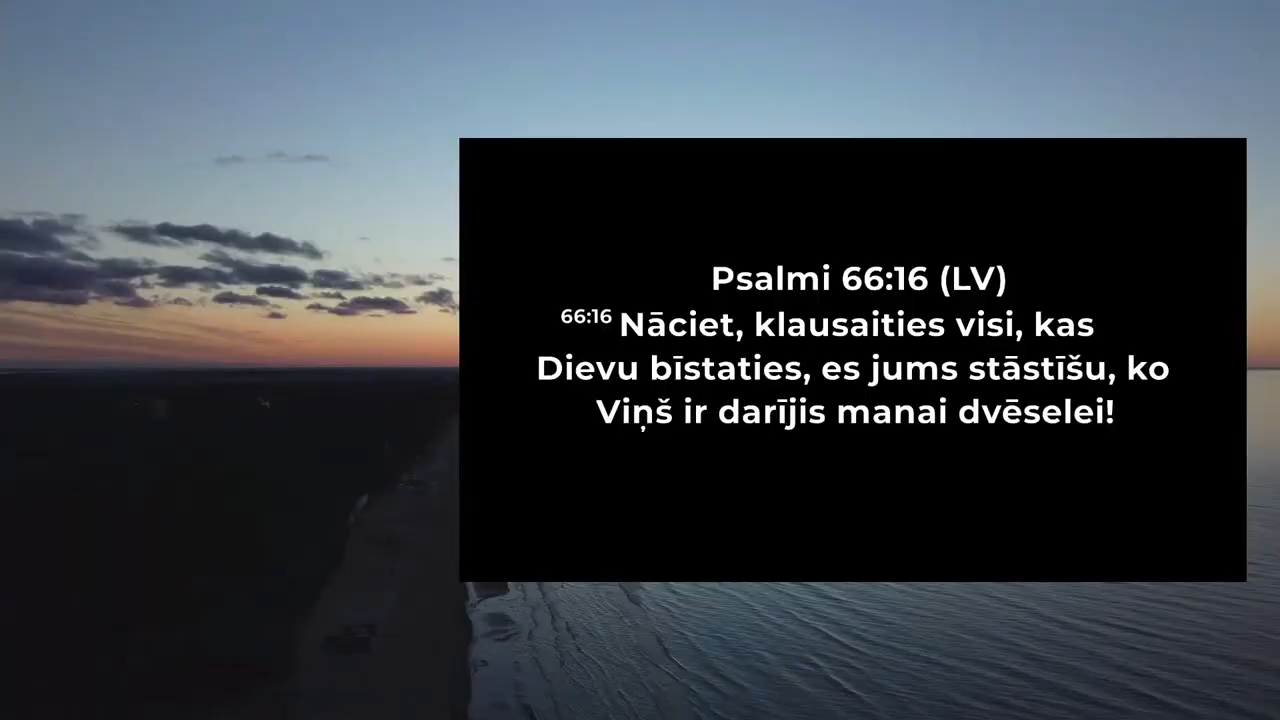 Psalmi 66:16 (LV)
66:16 Nāciet, klausaities visi, kas
Dievu bīstaties, es jums stāstīšu, ko
Viņš ir darījis manai dvēselei!